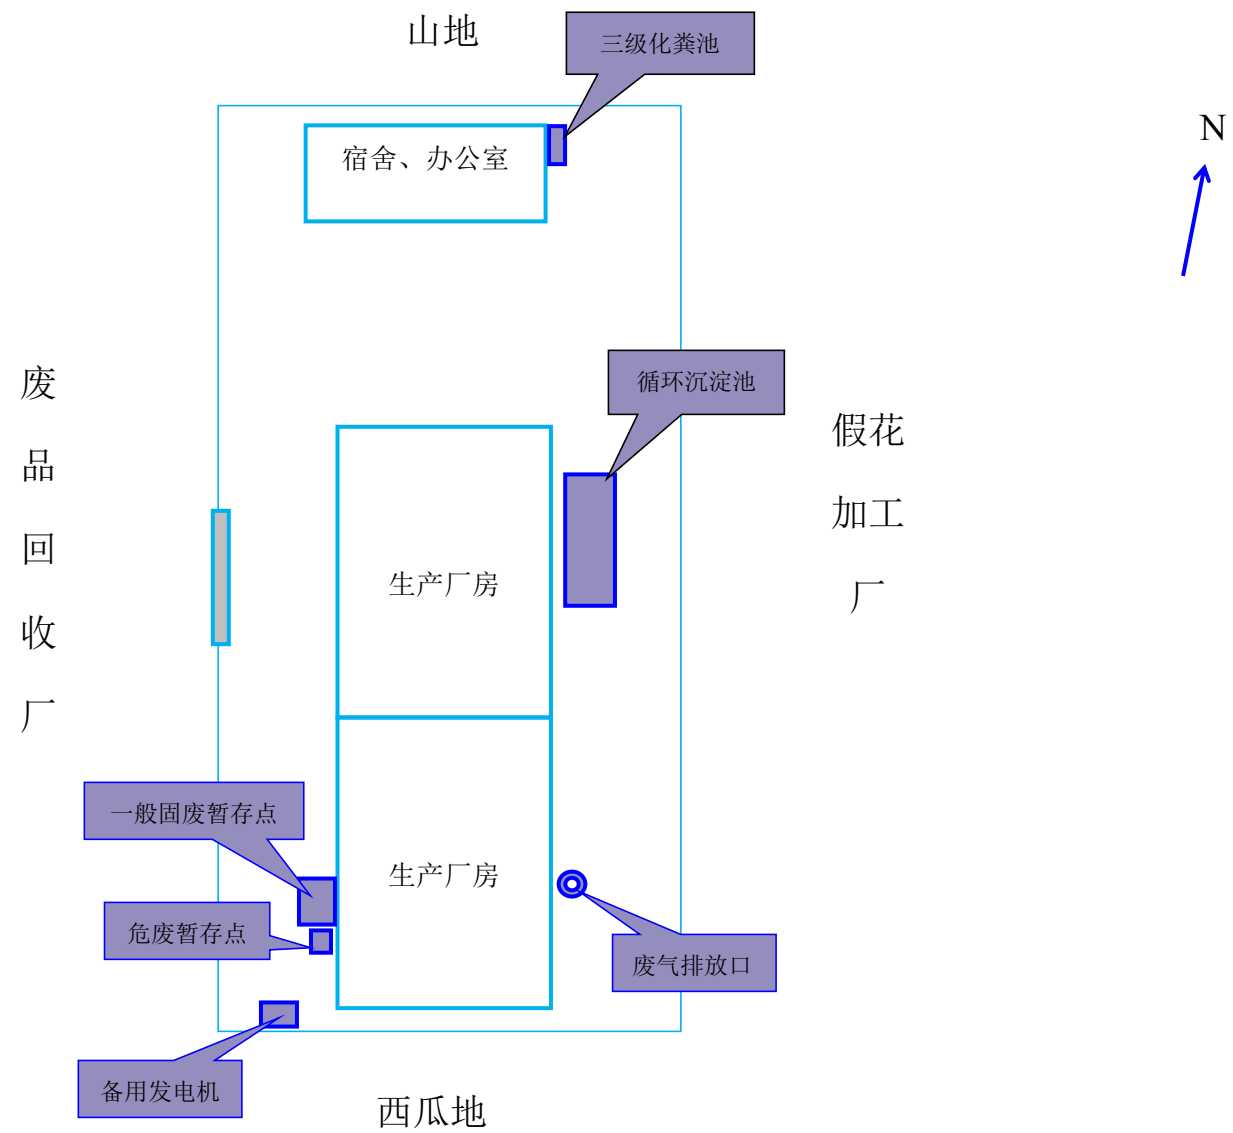 山地
三级化粪池
N
宿舍、办公室
循环沉淀池
废
品
回
收
厂
假花
加工
厂
生产厂房
一般固废暂存点
生产厂房
危废暂存点
废气排放口
备用发电机
西瓜地